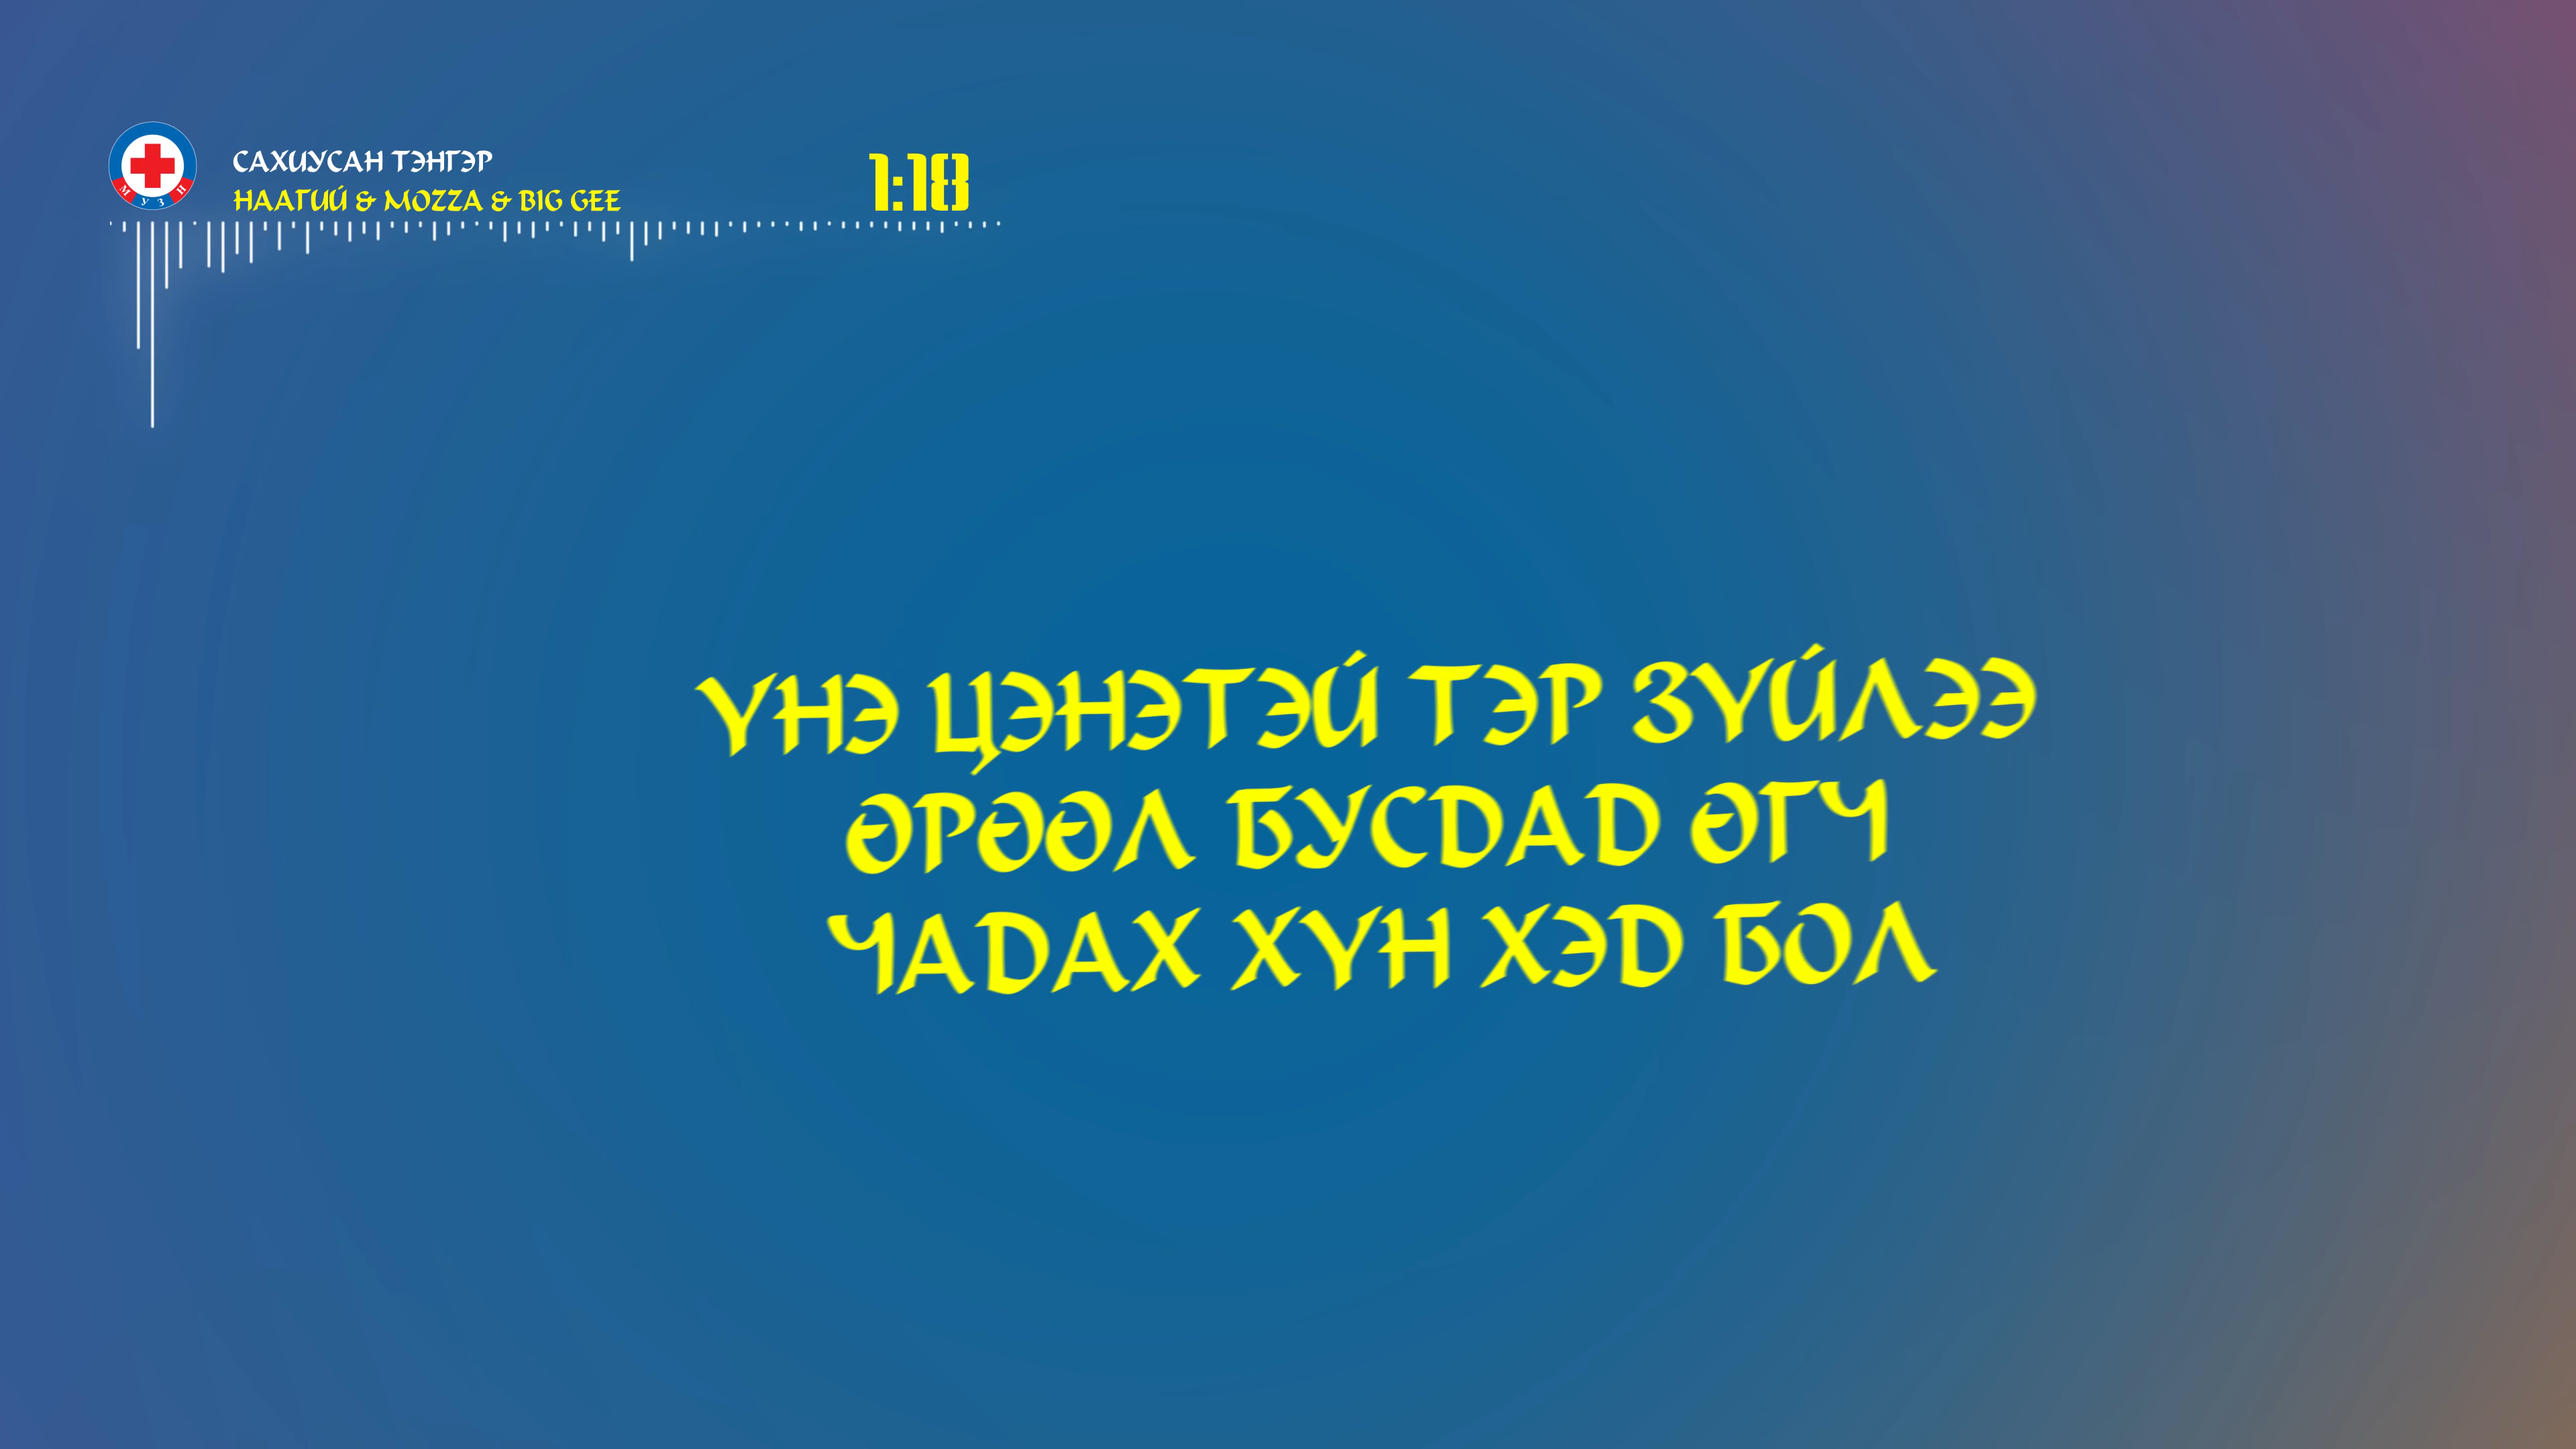 САХИУСАН ТЭНГЭР
НААГИЙ & MOZZA & BIG GEE
1:18
М У З Н
ҮНЭ ЦЭНЭТЭЙ ТЭР ЗҮЙЛЭЭ
ӨРӨӨЛ БУСДАД ӨГЧ
ЧАДАХ ХҮН ХЭД БОЛ